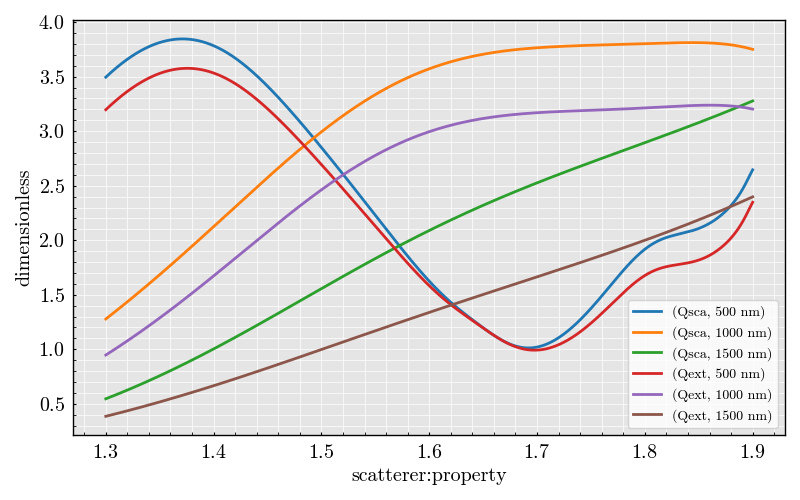 4.0
3.5
3.0
2.5
2.0
1.5
1.0
0.5
dimensionless
1.3 1.4 1.5 1.6 1.7 1.8 1.9
scatterer:property
(Qsca, 500 nm)
(Qsca, 1000 nm)
(Qsca, 1500 nm)
(Qext, 500 nm)
(Qext, 1000 nm)
(Qext, 1500 nm)